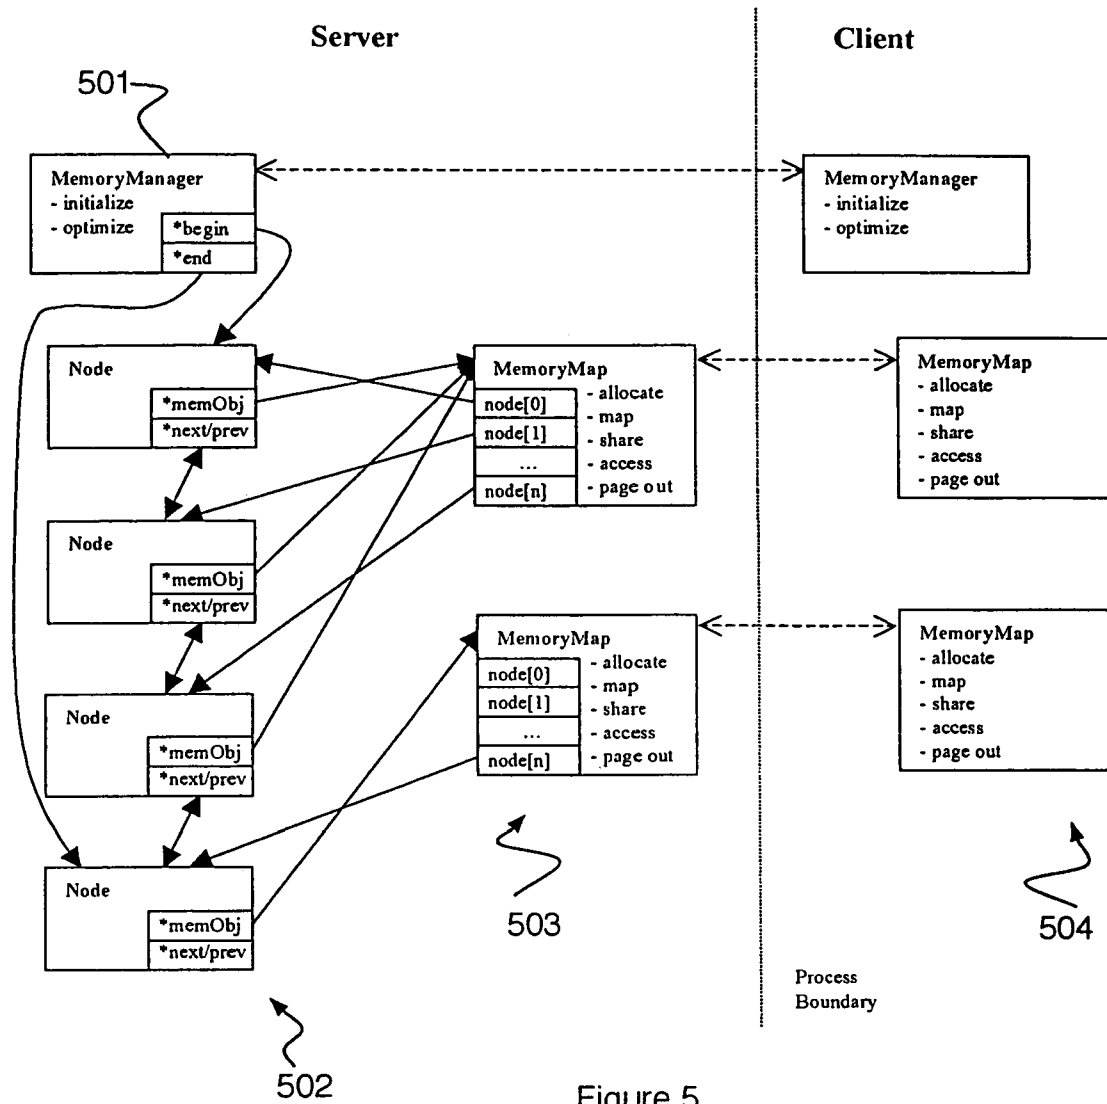 Server
Client
501
MemoryManager
- initialize
- optimize
*begin
*end
MemoryManager
- initialize
- optimize
Node
*memObj
*next/prev
MemoryMap
node[0]
node[1]
...
node[n]
- allocate
- map
- share
- access
- page out
MemoryMap
- allocate
- map
- share
- access
- page out
Node
*memObj
*next/prev
MemoryMap
node[0]
node[1]
...
node[n]
- allocate
- map
- share
- access
- page out
MemoryMap
- allocate
- map
- share
- access
- page out
Node
*memObj
*next/prev
Node
*memObj
*next/prev
503
504
Process
Boundary
502
Figure 5